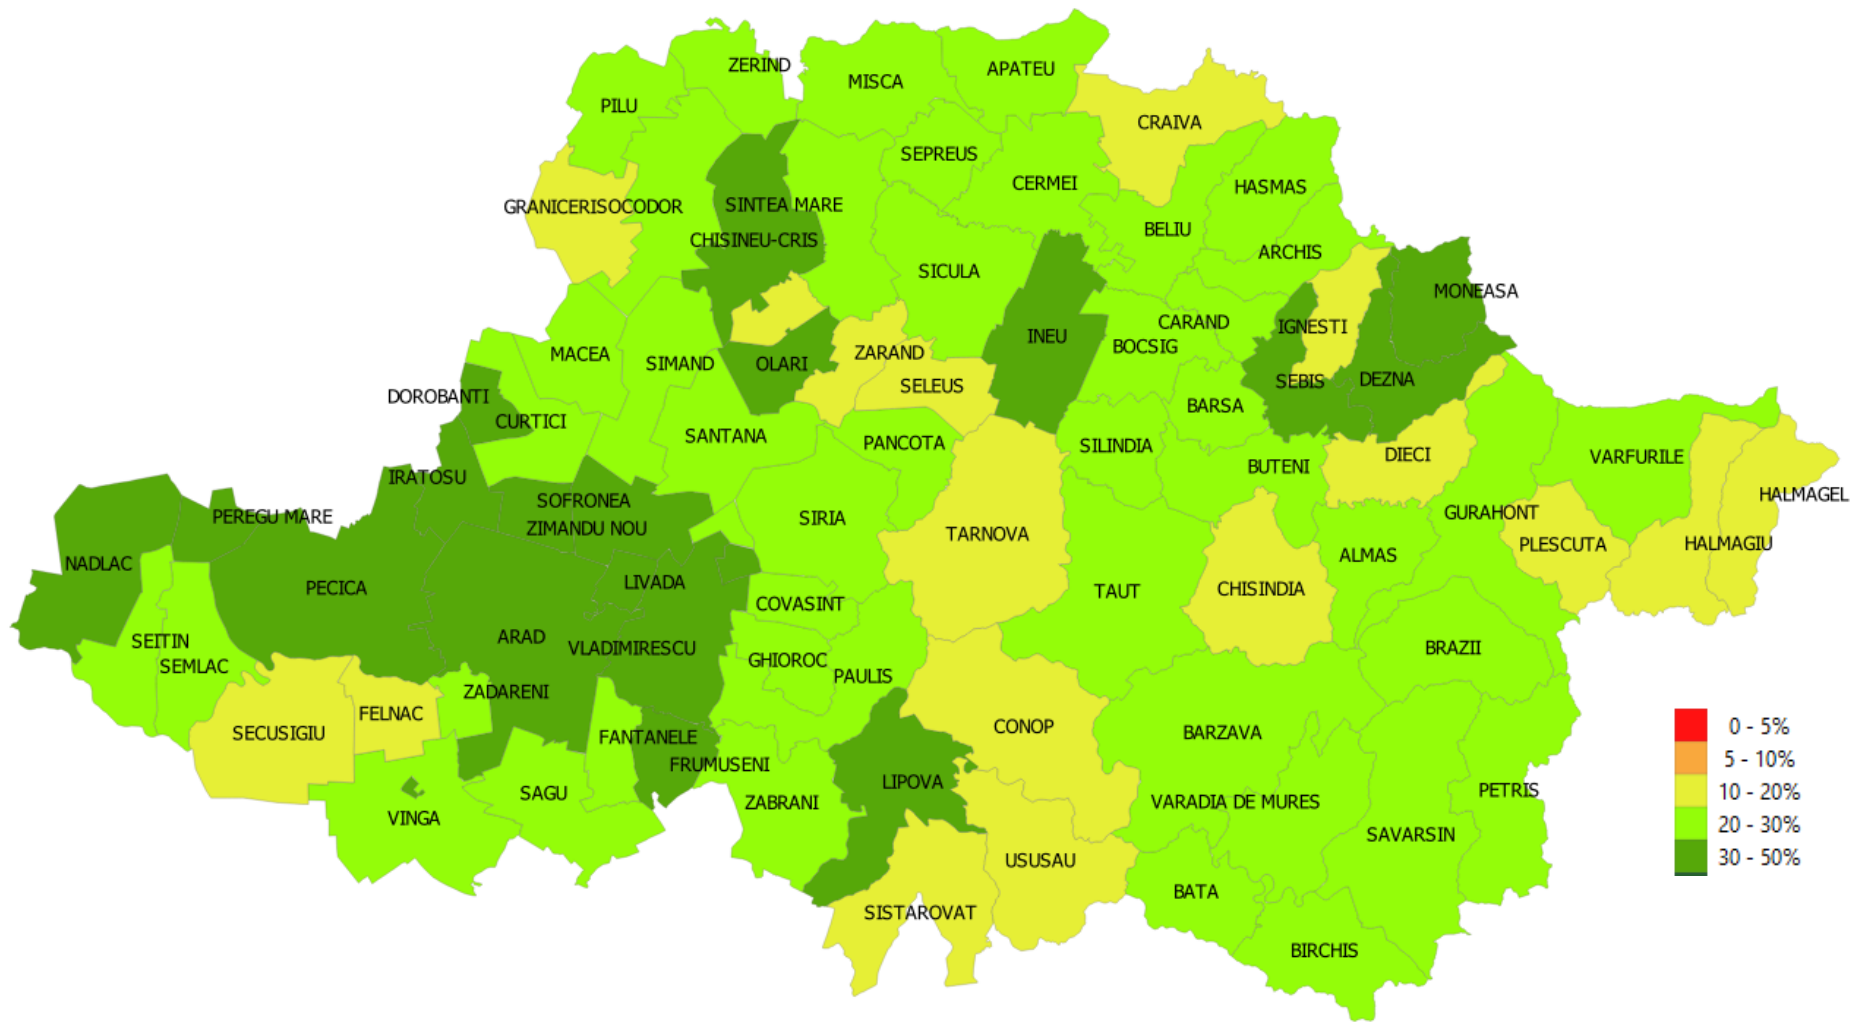 ZERIND
APATEU
MISCA
PILU
CRAIVA
SEPREUS
CERMEI
HASMAS
GRANICERI
SOCODOR
SINTEA MARE
BELIU
CHISINEU-CRIS
ARCHIS
SICULA
MONEASA
CARAND
IGNESTI
INEU
BOCSIG
MACEA
SIMAND
OLARI
ZARAND
SELEUS
SEBIS
DEZNA
DOROBANTI
BARSA
CURTICI
SANTANA
PANCOTA
SILINDIA
DIECI
VARFURILE
BUTENI
IRATOSU
HALMAGEL
SOFRONEA
PEREGU MARE
SIRIA
GURAHONT
ZIMANDU NOU
TARNOVA
PLESCUTA
HALMAGIU
ALMAS
NADLAC
PECICA
LIVADA
TAUT
CHISINDIA
COVASINT
SEITIN
ARAD
VLADIMIRESCU
BRAZII
SEMLAC
GHIOROC
PAULIS
ZADARENI
FELNAC
SECUSIGIU
CONOP
BARZAVA
FANTANELE
FRUMUSENI
LIPOVA
SAGU
ZABRANI
VARADIA DE MURES
PETRIS
VINGA
SAVARSIN
USUSAU
BATA
SISTAROVAT
BIRCHIS
0 - 5%
5 - 10%
10 - 20%
20 - 30%
30 - 50%